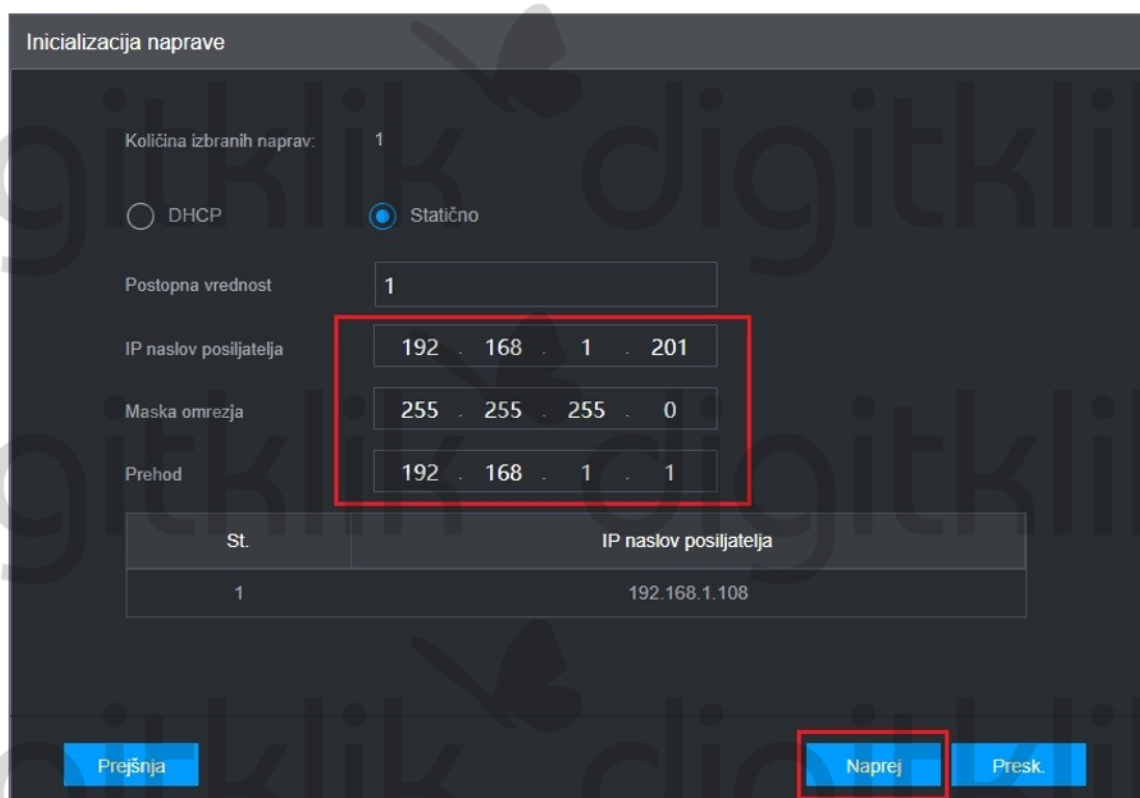 Inicializacija naprave
Količina izbranih naprav: 1
DHCP Statično
Postopna vrednost 1
IP naslov posiljatelja 192 . 168 . 1 . 201
Maska omrezja 255 . 255 . 255 . 0
Prehod 192 . 168 . 1 . 1
St. IP naslov posiljatelja
1 192.168.1.108
Prejšnja Naprej Presk.
digitklik